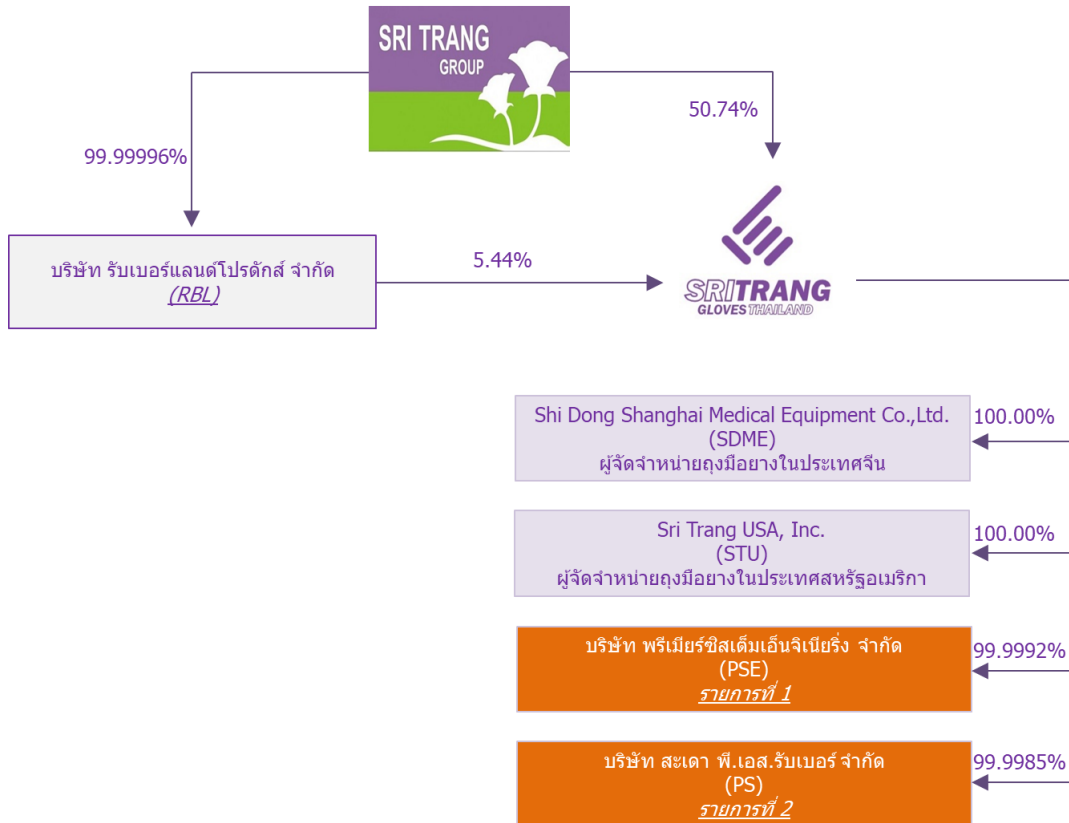 SRI TRANG
GROUP
50.74%
99.99996%
บริษัท รับเบอร์แลนด์โปรดักส์ จำกัด
(RBL)
5.44%
SRITRANG
GLOVES THAILAND
Shi Dong Shanghai Medical Equipment Co.,Ltd.
(SDME)
ผู้จัดจำหน่ายถุงมือยางในประเทศจีน
100.00%
Sri Trang USA, Inc.
(STU)
ผู้จัดจำหน่ายถุงมือยางในประเทศสหรัฐอเมริกา
100.00%
บริษัท พรีเมียร์ซิสเต็มเอ็นจิเนียริ่ง จำกัด
(PSE)
รายการที่ 1
99.9992%
บริษัท สะเดา พี.เอส.รับเบอร์ จำกัด
(PS)
รายการที่ 2
99.9985%